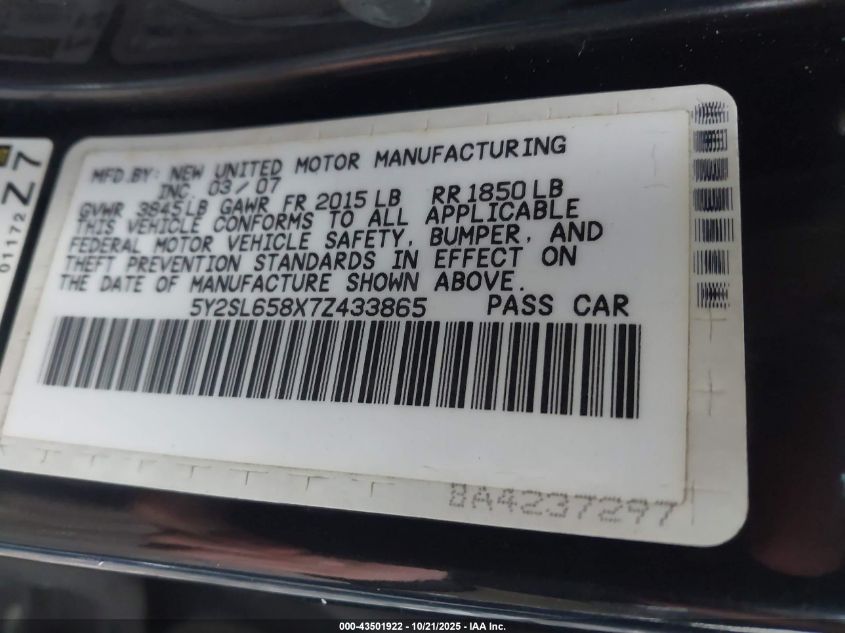 MFD.BY: NEW UNITED MOTOR MANUFACTURING
INC 03/07
GVWR 3845LB GAWR FR 2015 LB RR 1850 LB
THIS VEHICLE CONFORMS TO ALL APPLICABLE
FEDERAL MOTOR VEHICLE SAFETY, BUMPER, AND
THEFT PREVENTION STANDARDS IN EFFECT ON
THE DATE OF MANUFACTURE SHOWN ABOVE.
5Y2SL658X7Z433865 PASS CAR
8A4237297
Z7
01172
000-43501922 - 10/21/2025 - IAA Inc.